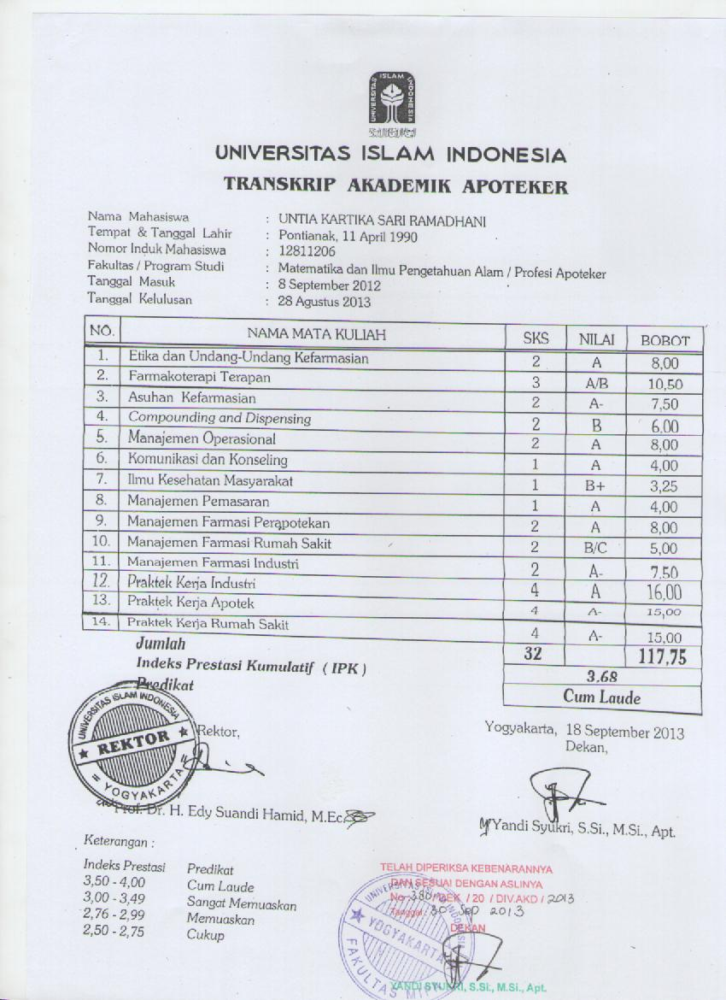 UNIVERSITAS ISLAM INDONESIA
UNIVERSITAS ISLAM INDONESIA
TRANSKRIP AKADEMIK APOTEKER
Nama Mahasiswa : UNTIA KARTIKA SARI RAMADHANI
Tempat & Tanggal Lahir : Pontianak, 11 April 1990
Nomor Induk Mahasiswa : 12811206
Fakultas / Program Studi : Matematika dan Ilmu Pengetahuan Alam / Profesi Apoteker
Tanggal Masuk : 8 September 2012
Tanggal Kelulusan : 28 Agustus 2013
NO. NAMA MATA KULIAH SKS NILAI BOBOT
1. Etika dan Undang-Undang Kefarmasian 2 A 8,00
2. Farmakoterapi Terapan 3 A/B 10,50
3. Asuhan Kefarmasian 2 A- 7,50
4. Compounding and Dispensing 2 B 6,00
5. Manajemen Operasional 2 A 8,00
6. Komunikasi dan Konseling 1 A 4,00
7. Ilmu Kesehatan Masyarakat 1 B+ 3,25
8. Manajemen Pemasaran 1 A 4,00
9. Manajemen Farmasi Perapotekan 2 A 8,00
10. Manajemen Farmasi Rumah Sakit 2 B/C 5,00
11. Manajemen Farmasi Industri 2 A- 7,50
12. Praktek Kerja Industri 4 A 16,00
13. Praktek Kerja Apotek 4 A- 15,00
14. Praktek Kerja Rumah Sakit 4 A- 15,00
Jumlah 32 117,75
Indeks Prestasi Kumulatif ( IPK ) 3,68
Predikat Cum Laude
UNIVERSITAS ISLAM INDONESIA
REKTOR
YOGYAKARTA
Rektor,
Prof. Dr. H. Edy Suandi Hamid, M.Ec.
Yogyakarta, 18 September 2013
Dekan,
Yandi Syukri, S.Si., M.Si., Apt.
Keterangan :
Indeks Prestasi Predikat
3,50 - 4,00 Cum Laude
3,00 - 3,49 Sangat Memuaskan
2,76 - 2,99 Memuaskan
2,50 - 2,75 Cukup
TELAH DIPERIKSA KEBENARANNYA
DAN SESUAI DENGAN ASLINYA
No. 380/DEK / 20 / DIV.AKD / 2013
Tanggal : 30 Sep 2013
DEKAN
UNIVERSITAS ISLAM INDONESIA
YOGYAKARTA
FAKULTAS MIPA
YANDI SYUKRI, S.Si., M.Si., Apt.